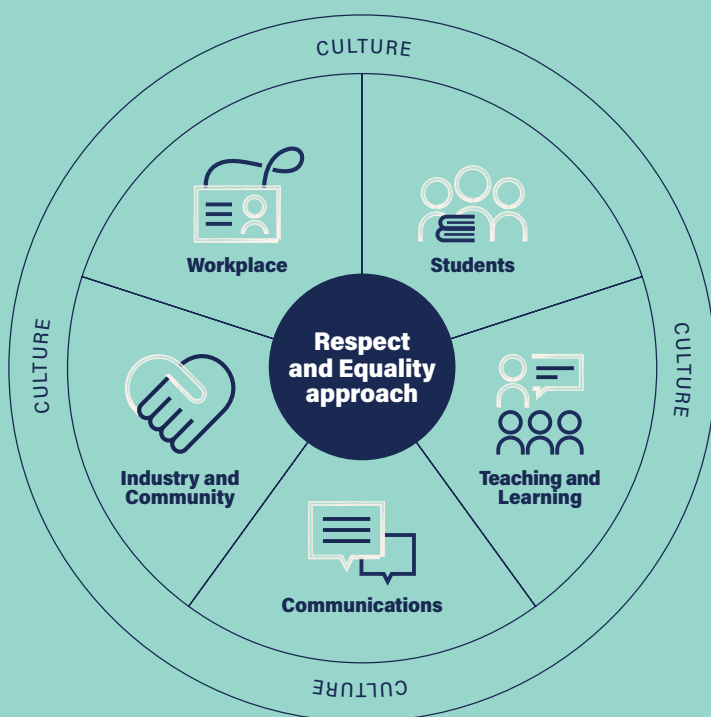 CULTURE
Workplace
Students
CULTURE
Respect
and Equality
approach
CULTURE
Industry and
Community
Teaching and
Learning
Communications
CULTURE